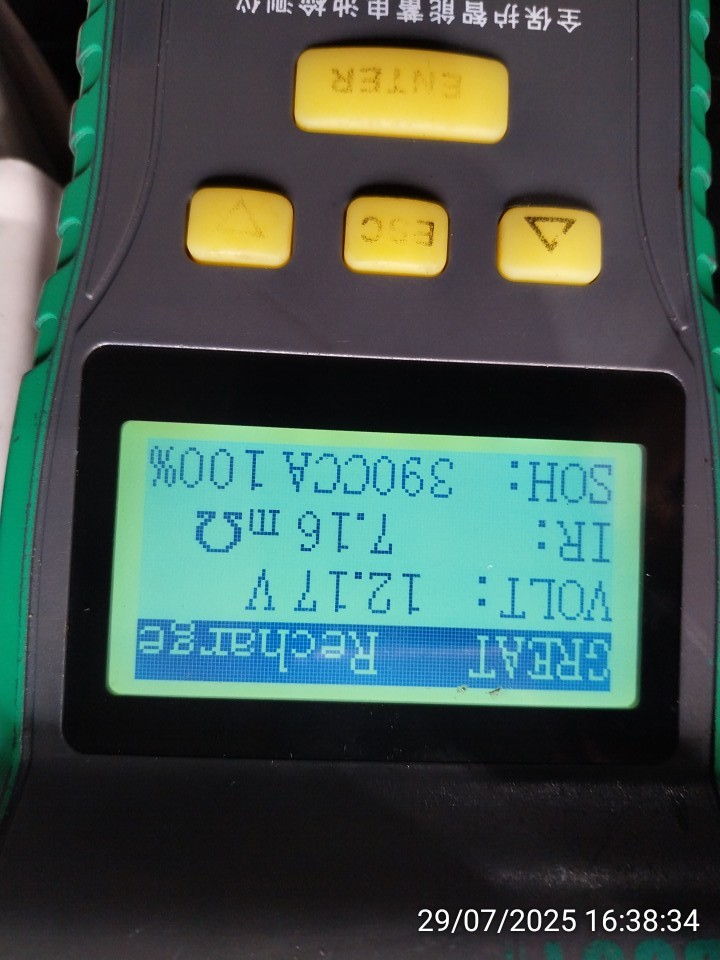 GREAT Recharge
VOLT: 12.17 V
IR: 7.16 mΩ
SOH: 390CCA 100%
△
ESC
▽
ENTER
全保护智能蓄电池检测仪
29/07/2025 16:38:34